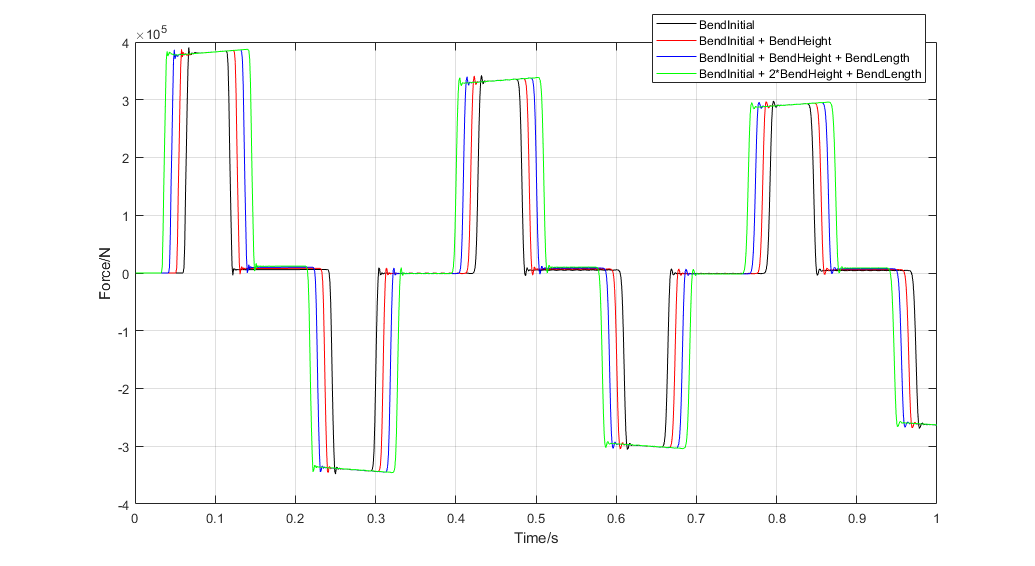 ×10⁵
BendInitial
BendInitial + BendHeight
BendInitial + BendHeight + BendLength
BendInitial + 2*BendHeight + BendLength
4
3
2
1
0
-1
-2
-3
-4
Force/N
0 0.1 0.2 0.3 0.4 0.5 0.6 0.7 0.8 0.9 1
Time/s